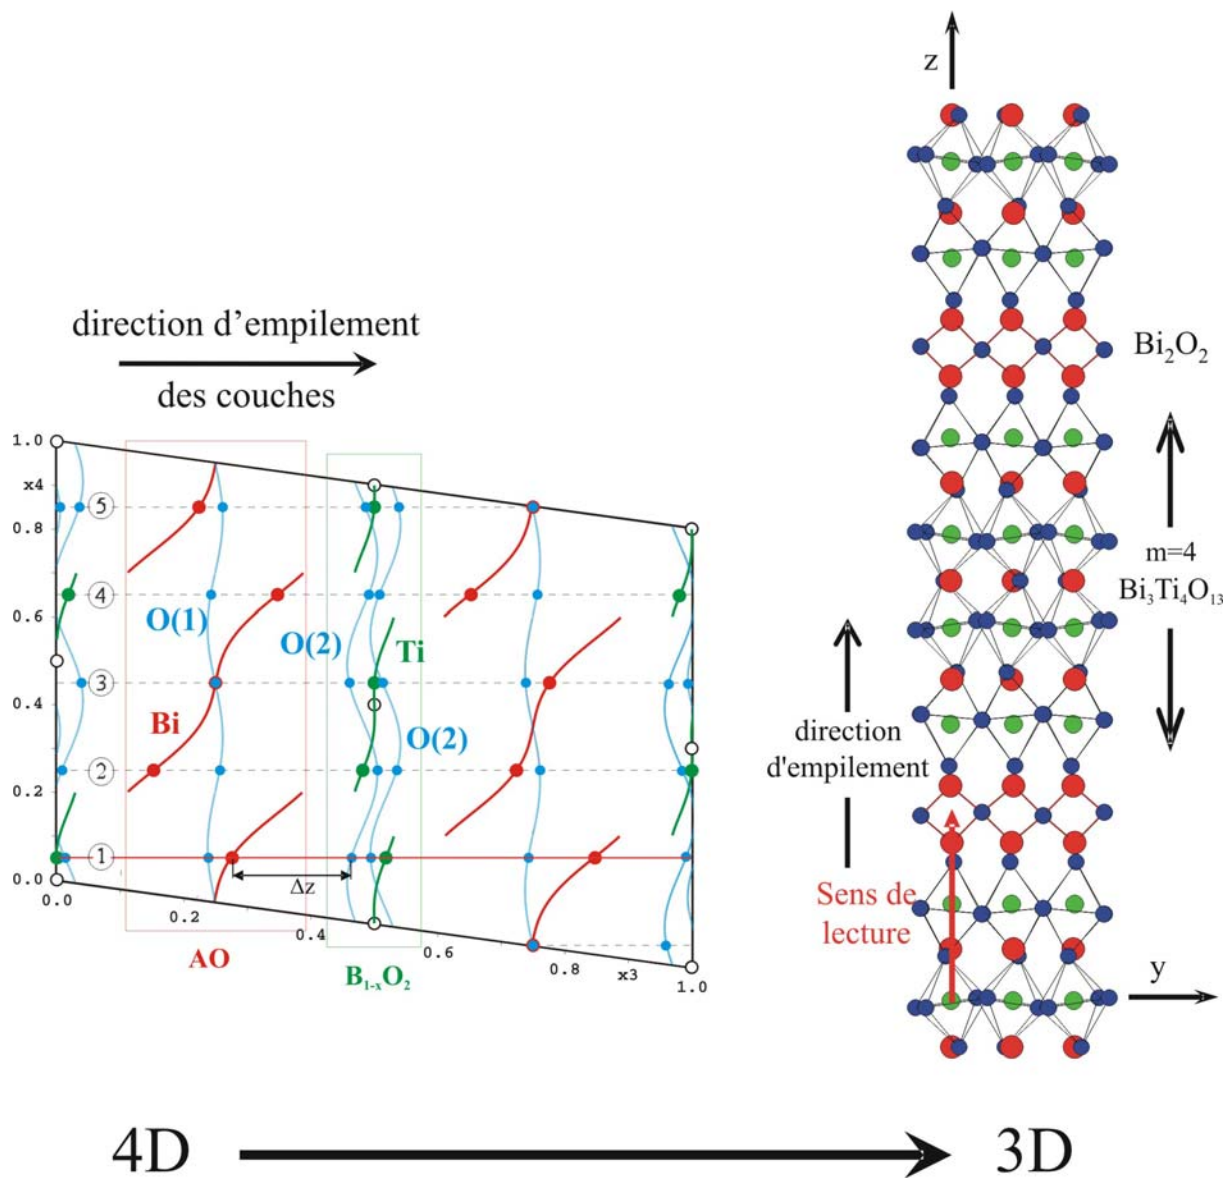 direction d'empilement
des couches
1.0
x4
0.8
0.6
0.4
0.2
0.0
5
4
3
2
1
O(1)
O(2)
Ti
Bi
O(2)
Δz
0.0
0.2
0.4
0.6
0.8
x3
1.0
AO
B₁₋ₓO₂
z
Bi₂O₂
m=4
Bi₃Ti₄O₁₃
direction
d'empilement
Sens de
lecture
y
4D
3D